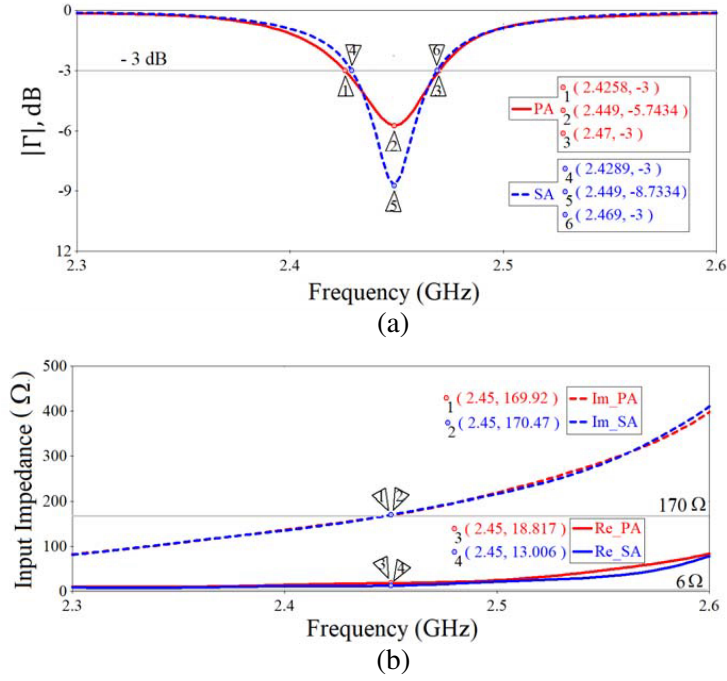 0
-3
-6
-9
12
|Γ|, dB
- 3 dB
4
6
1
3
2
5
1 ( 2.4258, -3 )
PA 2 ( 2.449, -5.7434 )
3 ( 2.47, -3 )
4 ( 2.4289, -3 )
SA 5 ( 2.449, -8.7334 )
6 ( 2.469, -3 )
2.3 2.4 2.5 2.6
Frequency (GHz)
(a)
500
400
300
200
100
0
Input Impedance ( Ω )
1 ( 2.45, 169.92 ) Im_PA
2 ( 2.45, 170.47 ) Im_SA
1 2
170 Ω
3 ( 2.45, 18.817 ) Re_PA
4 ( 2.45, 13.006 ) Re_SA
3 4
6 Ω
2.3 2.4 2.5 2.6
Frequency (GHz)
(b)